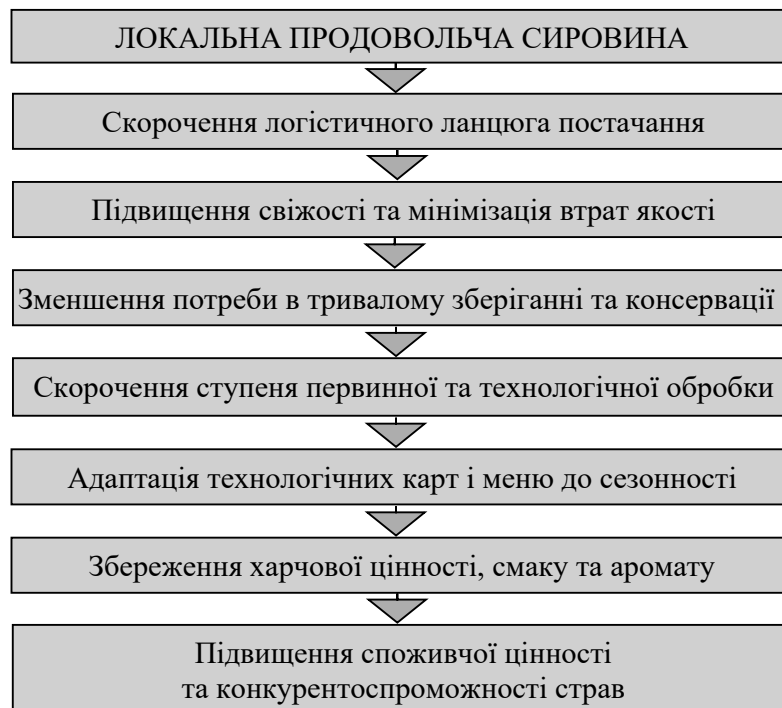 ЛОКАЛЬНА ПРОДОВОЛЬЧА СИРОВИНА
Скорочення логістичного ланцюга постачання
Підвищення свіжості та мінімізація втрат якості
Зменшення потреби в тривалому зберіганні та консервації
Скорочення ступеня первинної та технологічної обробки
Адаптація технологічних карт і меню до сезонності
Збереження харчової цінності, смаку та аромату
Підвищення споживчої цінності
та конкурентоспроможності страв